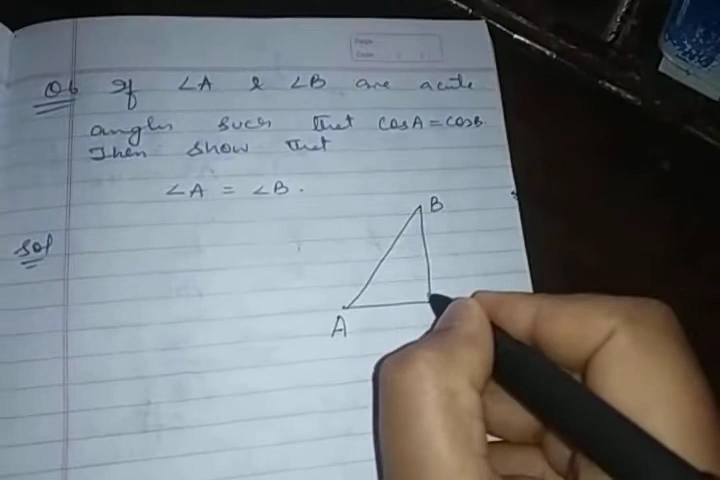 Q6 If ∠A & ∠B are acute
angles such that cosA = cosB.
Then show that
∠A = ∠B.
Sol
B
A